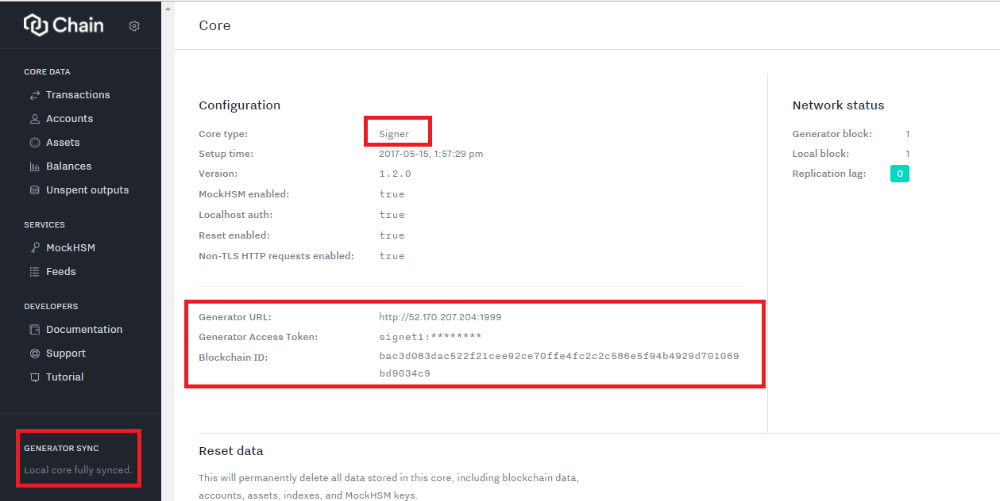 Chain
CORE DATA
Transactions
Accounts
Assets
Balances
Unspent outputs
SERVICES
MockHSM
Feeds
DEVELOPERS
Documentation
Support
Tutorial
GENERATOR SYNC
Local core fully synced.
Core
Configuration
Core type: Signer
Setup time: 2017-05-15, 1:57:29 pm
Version: 1.2.0
MockHSM enabled: true
Localhost auth: true
Reset enabled: true
Non-TLS HTTP requests enabled: true
Generator URL: http://52.170.207.204:1999
Generator Access Token: signet1:********
Blockchain ID: bac3d083dac522f21cee92ce70ffe4fc2c2c586e5f94b4929d701069
bd9034c9
Network status
Generator block: 1
Local block: 1
Replication lag: 0
Reset data
This will permanently delete all data stored in this core, including blockchain data,
accounts, assets, indexes, and MockHSM keys.